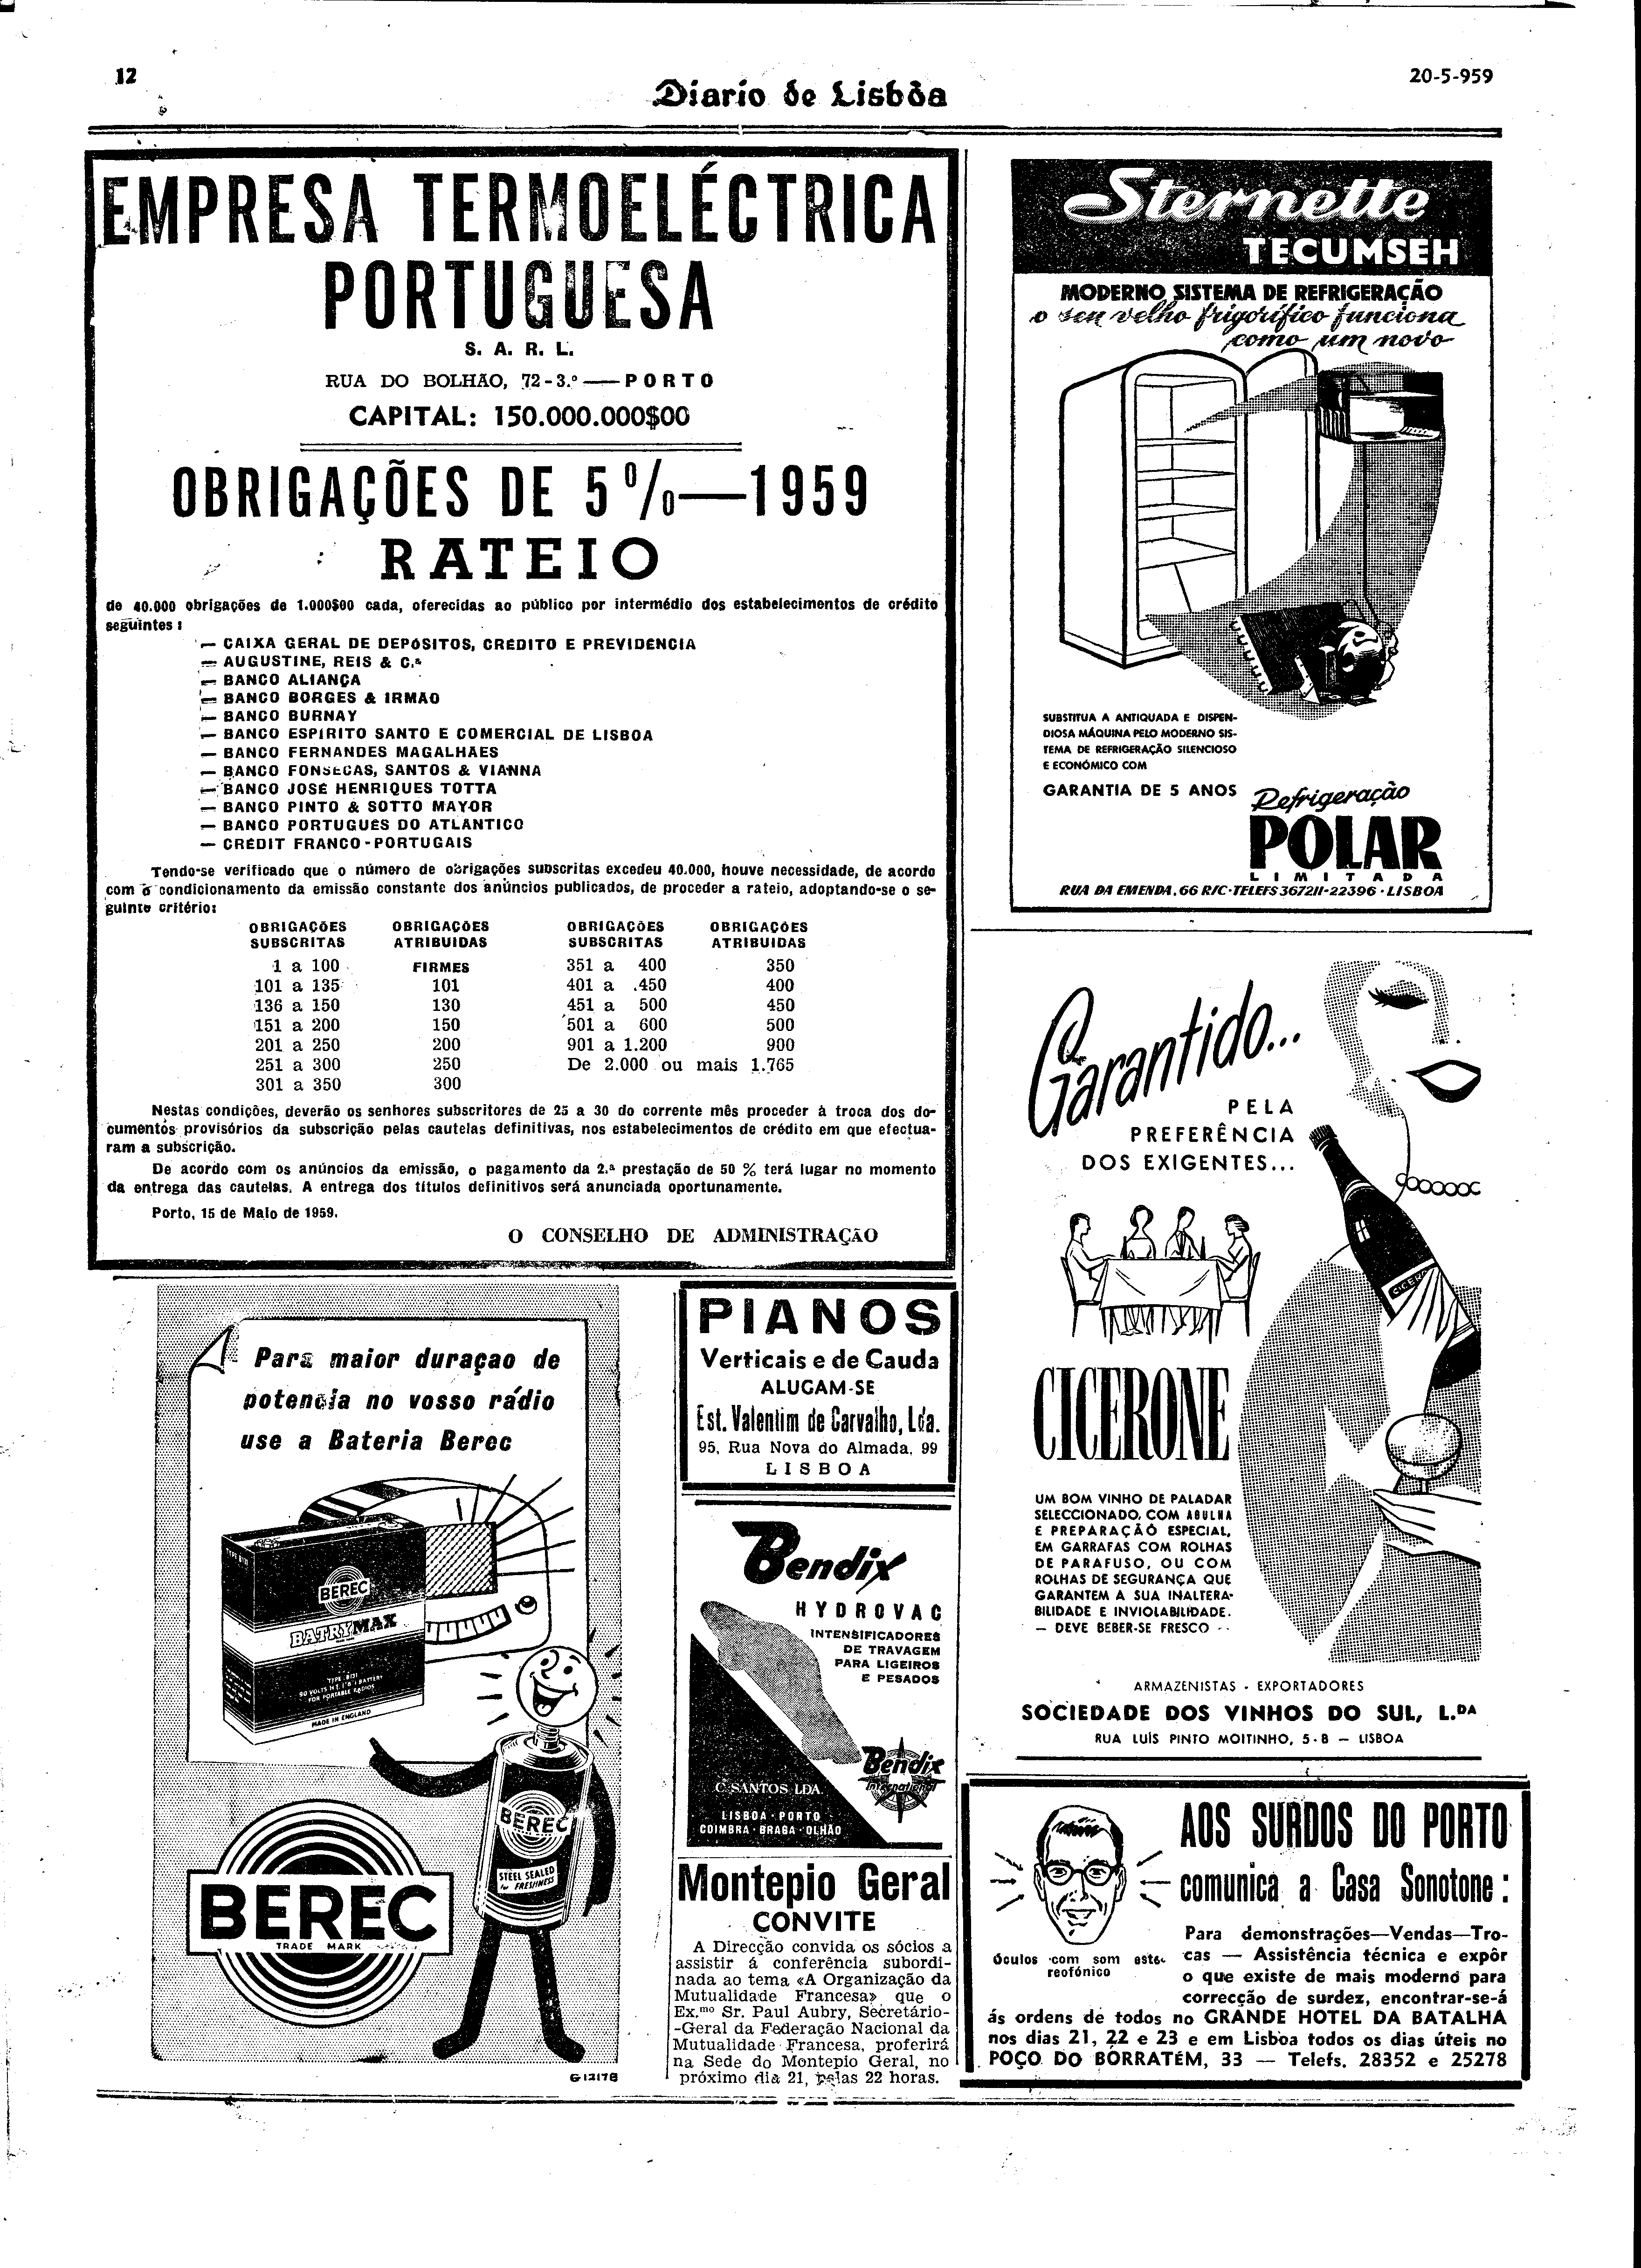 12
Diario de Lisbôa
20-5-959
EMPRESA TERMOELÉCTRICA
PORTUGUESA
S. A. R. L.
RUA DO BOLHÃO, 72-3.º — PORTO
CAPITAL: 150.000.000$00
OBRIGAÇÕES DE 5%—1959
RATEIO
de 40.000 obrigações de 1.000$00 cada, oferecidas ao público por intermédio dos estabelecimentos de crédito
seguintes:
— CAIXA GERAL DE DEPÓSITOS, CRÉDITO E PREVIDÊNCIA
— AUGUSTINE, REIS & C.ª
— BANCO ALIANÇA
— BANCO BORGES & IRMÃO
— BANCO BURNAY
— BANCO ESPÍRITO SANTO E COMERCIAL DE LISBOA
— BANCO FERNANDES MAGALHÃES
— BANCO FONSECAS, SANTOS & VIANNA
— BANCO JOSÉ HENRIQUES TOTTA
— BANCO PINTO & SOTTO MAYOR
— BANCO PORTUGUÊS DO ATLÂNTICO
— CRÉDIT FRANCO-PORTUGAIS
Tendo-se verificado que o número de obrigações subscritas excedeu 40.000, houve necessidade, de acordo
com o condicionamento da emissão constante dos anúncios publicados, de proceder a rateio, adoptando-se o se-
guinte critério:
OBRIGAÇÕES OBRIGAÇÕES OBRIGAÇÕES OBRIGAÇÕES
SUBSCRITAS ATRIBUIDAS SUBSCRITAS ATRIBUIDAS
1 a 100 FIRMES 351 a 400 350
101 a 135 101 401 a 450 400
136 a 150 130 451 a 500 450
151 a 200 150 501 a 600 500
201 a 250 200 901 a 1.200 900
251 a 300 250 De 2.000 ou mais 1.765
301 a 350 300
Nestas condições, deverão os senhores subscritores de 25 a 30 do corrente mês proceder à troca dos do-
cumentos provisórios da subscrição pelas cautelas definitivas, nos estabelecimentos de crédito em que efectua-
ram a subscrição.
De acordo com os anúncios da emissão, o pagamento da 2.ª prestação de 50 % terá lugar no momento
da entrega das cautelas. A entrega dos títulos definitivos será anunciada oportunamente.
Porto, 15 de Maio de 1959.
O CONSELHO DE ADMINISTRAÇÃO
Sternette
TECUMSEH
MODERNO SISTEMA DE REFRIGERAÇÃO
o seu velho frigorífico funciona
como um novo
SUBSTITUA A ANTIQUADA E DISPEN-
DIOSA MÁQUINA PELO MODERNO SIS-
TEMA DE REFRIGERAÇÃO SILENCIOSO
E ECONÓMICO COM
GARANTIA DE 5 ANOS
Refrigeração
POLAR
LIMITADA
RUA DA EMENDA, 66 R/C·TELEFS 367211-22396 · LISBOA
Garantido...
PELA
PREFERÊNCIA
DOS EXIGENTES...
CICERONE
UM BOM VINHO DE PALADAR
SELECCIONADO, COM AGULHA
E PREPARAÇÃO ESPECIAL,
EM GARRAFAS COM ROLHAS
DE PARAFUSO, OU COM
ROLHAS DE SEGURANÇA QUE
GARANTEM A SUA INALTERA-
BILIDADE E INVIOLABILIDADE.
— DEVE BEBER-SE FRESCO --
ARMAZENISTAS - EXPORTADORES
SOCIEDADE DOS VINHOS DO SUL, L.DA
RUA LUÍS PINTO MOITINHO, 5-B — LISBOA
Para maior duraçao de
potencia no vosso rádio
use a Bateria Berec
BEREC
BATRYMAX
TYPE B131
90 VOLTS H.T. 1.5 BATTERY
FOR PORTABLE RADIOS
MADE IN ENGLAND
BEREC
STEEL SEALED
for FRESHNESS
BEREC
TRADE MARK
G12178
PIANOS
Verticais e de Cauda
ALUGAM-SE
Est. Valentim de Carvalho, Lda.
95, Rua Nova do Almada, 99
LISBOA
Bendix
HYDROVAC
INTENSIFICADORES
DE TRAVAGEM
PARA LIGEIROS
E PESADOS
Bendix
International
C. SANTOS LDA.
LISBOA · PORTO
COIMBRA · BRAGA · OLHÃO
Montepio Geral
CONVITE
A Direcção convida os sócios a
assistir á conferência subordi-
nada ao tema «A Organização da
Mutualidade Francesa» que o
Ex.mo Sr. Paul Aubry, Secretário-
-Geral da Federação Nacional da
Mutualidade Francesa, proferirá
na Sede do Montepio Geral, no
próximo dia 21, pelas 22 horas.
AOS SURDOS DO PORTO
comunica a Casa Sonotone:
Óculos com som este-
reofónico
Para demonstrações—Vendas—Tro-
cas — Assistência técnica e expôr
o que existe de mais moderno para
correcção de surdez, encontrar-se-á
ás ordens de todos no GRANDE HOTEL DA BATALHA
nos dias 21, 22 e 23 e em Lisboa todos os dias úteis no
POÇO DO BORRATÉM, 33 — Telefs. 28352 e 25278